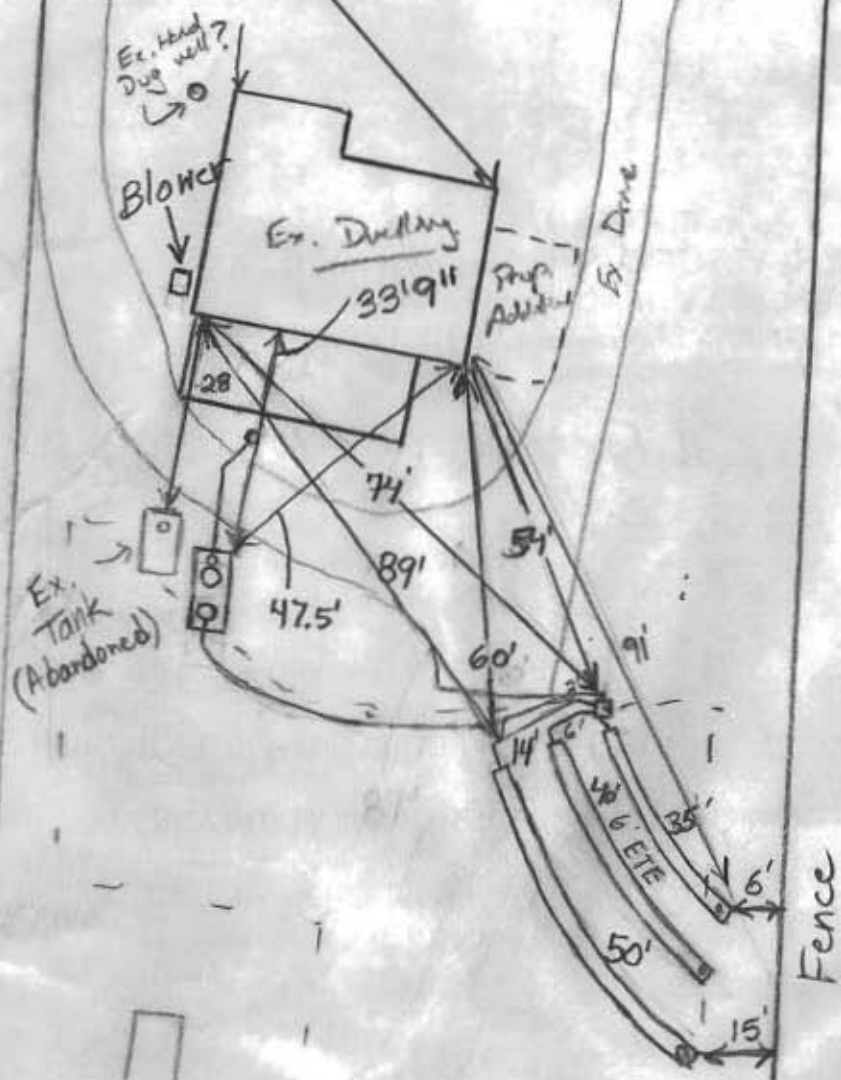 Ex. Hand
Dug well?
Blower
Ex. Dwelling
33'9"
Prop.
Addition
Ex Drive
28
74'
54'
89'
47.5'
Ex.
Tank
(Abandoned)
60'
91'
14'
6'
40'
6' ETE
35'
87'
6'
Fence
50'
15'